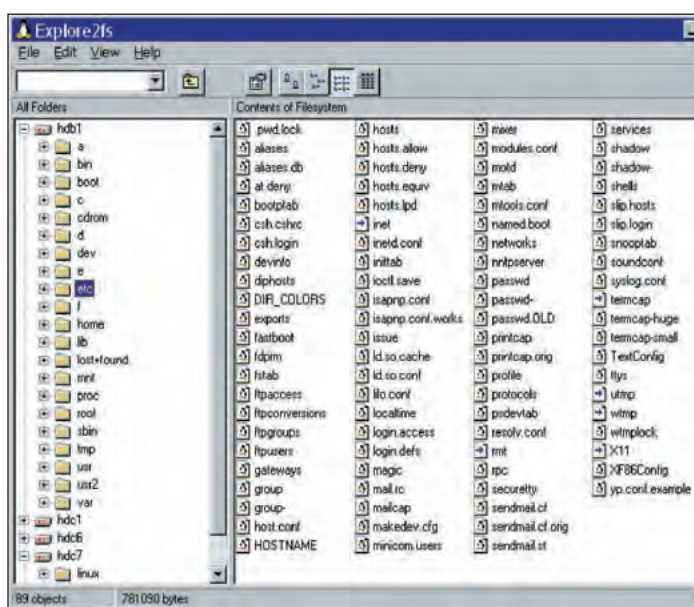 Explore2fs
File Edit View Help
All Folders
Contents of Filesystem
hdb1
a
bin
boot
c
cdrom
d
dev
e
etc
f
home
lib
lost+found
mnt
proc
root
sbin
tmp
usr
usr2
var
hdc1
hdc6
hdc7
linux
.pwd.lock
aliases
aliases.db
at.deny
bootptab
csh.cshrc
csh.login
devinfo
diphosts
DIR_COLORS
exports
fastboot
fdprm
fstab
ftpaccess
ftpconversions
ftpgroups
ftpusers
gateways
group
group-
host.conf
HOSTNAME
hosts
hosts.allow
hosts.deny
hosts.equiv
hosts.lpd
inet
inetd.conf
inittab
ioctl.save
isapnp.conf
isapnp.conf.works
issue
ld.so.cache
ld.so.conf
lilo.conf
localtime
login.access
login.defs
magic
mail.rc
mailcap
makedev.cfg
minicom.users
mixer
modules.conf
motd
mtab
mtools.conf
named.boot
networks
nntpserver
passwd
passwd-
passwd.OLD
printcap
printcap.orig
profile
protocols
psdevtab
resolv.conf
rmt
rpc
securetty
sendmail.cf
sendmail.cf.orig
sendmail.st
services
shadow
shadow-
shells
slip.hosts
slip.login
snooptab
soundconf
syslog.conf
termcap
termcap-huge
termcap-small
TextConfig
ttys
utmp
wtmp
wtmplock
X11
XF86Config
yp.conf.example
89 objects
781090 bytes